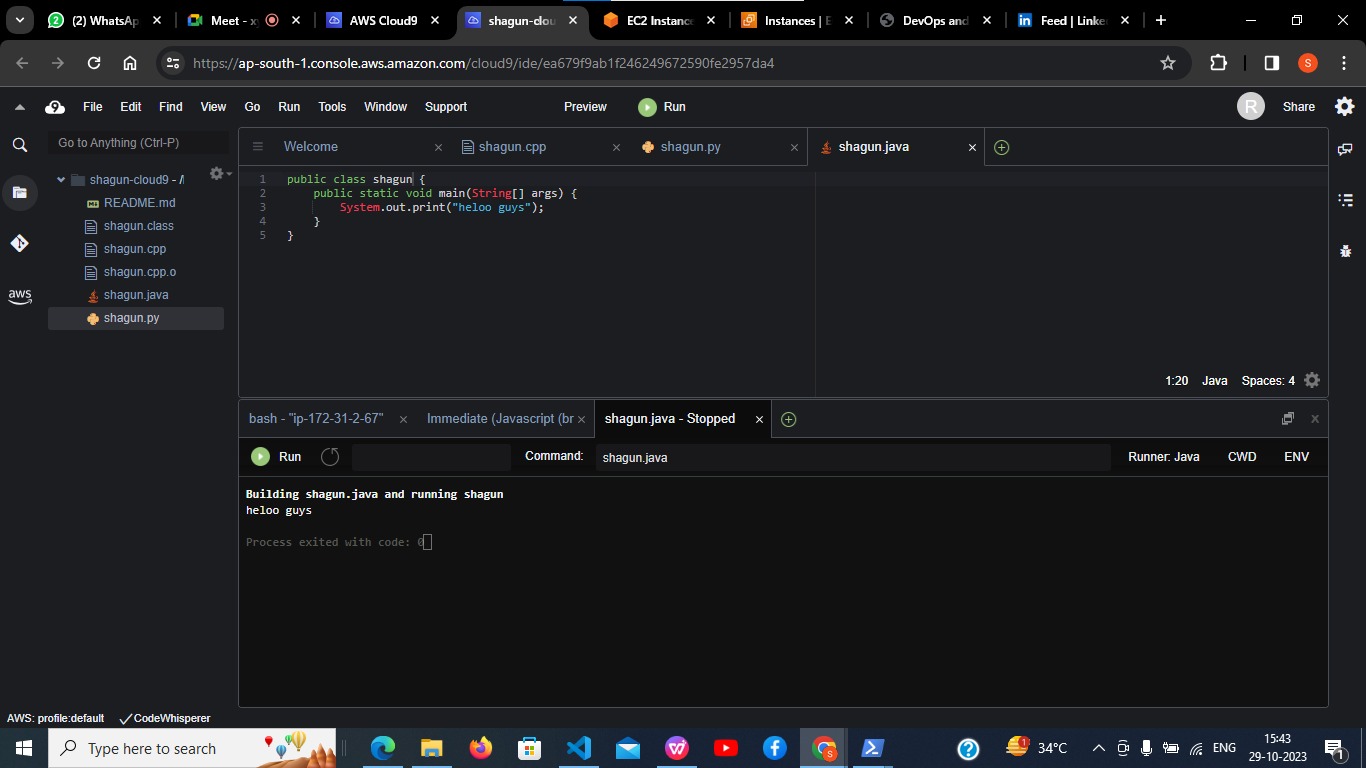 (2) WhatsAp
Meet - xy
AWS Cloud9
shagun-clou
EC2 Instanc
Instances | E
DevOps and
Feed | Linke
https://ap-south-1.console.aws.amazon.com/cloud9/ide/ea679f9ab1f246249672590fe2957da4
S
9 File Edit Find View Go Run Tools Window Support Preview Run R Share
Go to Anything (Ctrl-P)
Welcome shagun.cpp shagun.py shagun.java
shagun-cloud9 - /
README.md
shagun.class
shagun.cpp
shagun.cpp.o
shagun.java
shagun.py
aws
1 public class shagun {
2 public static void main(String[] args) {
3 System.out.print("heloo guys");
4 }
5 }
1:20 Java Spaces: 4
bash - "ip-172-31-2-67" Immediate (Javascript (br shagun.java - Stopped
Run Command: shagun.java Runner: Java CWD ENV
Building shagun.java and running shagun
heloo guys
Process exited with code: 0
AWS: profile:default CodeWhisperer
Type here to search
34°C ENG 15:43
29-10-2023
1